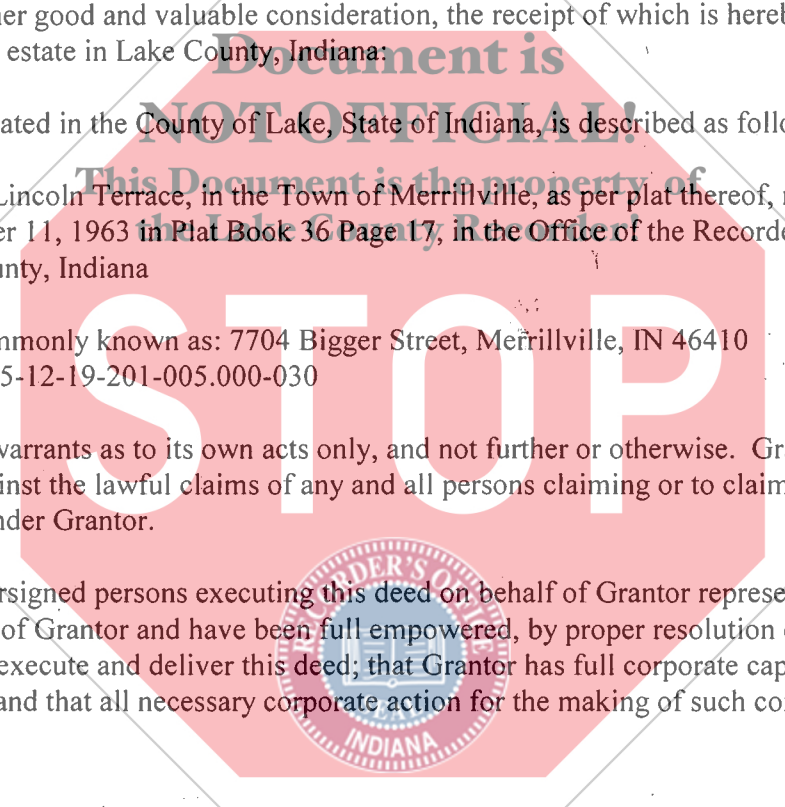 er good and valuable consideration, the receipt of which is hereb
estate in Lake County, Indiana:
Document is
NOT OFFICIAL!
ated in the County of Lake, State of Indiana, is described as follo
This Document is the property of
Lincoln Terrace, in the Town of Merrillville, as per plat thereof, r
er 11, 1963 in Plat Book 36 Page 17, in the Office of the Recorde
the Lake County Recorder!
unty, Indiana
mmonly known as: 7704 Bigger Street, Merrillville, IN 46410
5-12-19-201-005.000-030
STOP
warrants as to its own acts only, and not further or otherwise. Gra
inst the lawful claims of any and all persons claiming or to claim
nder Grantor.
rsigned persons executing this deed on behalf of Grantor represe
of Grantor and have been full empowered, by proper resolution
execute and deliver this deed; that Grantor has full corporate cap
and that all necessary corporate action for the making of such co
RECORDER'S OFFICE
SEAL
INDIANA